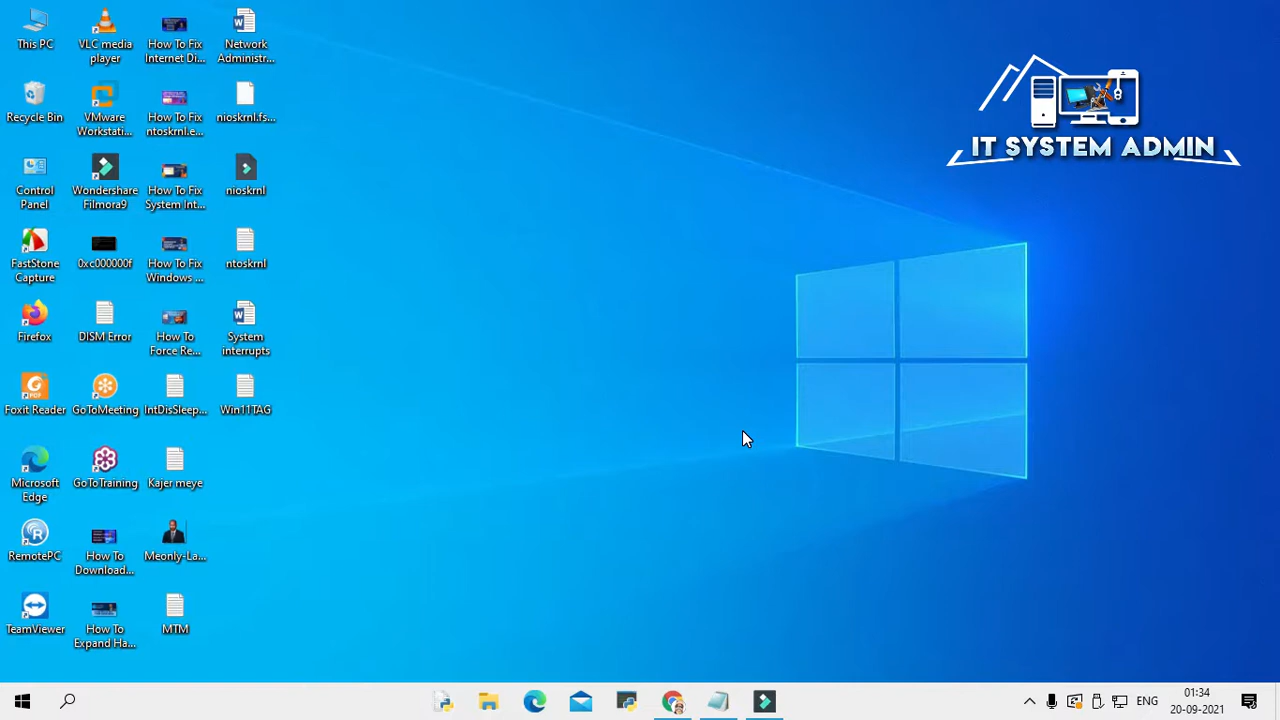 This PC
VLC media
player
How To Fix
Internet Di...
Network
Administr...
Recycle Bin
VMware
Workstati...
How To Fix
ntoskrnl.e...
nioskrnl.fs...
Control
Panel
Wondershare
Filmora9
How To Fix
System Int...
nioskrnl
FastStone
Capture
0xc000000f
How To Fix
Windows ...
ntoskrnl
Firefox
DISM Error
How To
Force Re...
System
interrupts
Foxit Reader
GoToMeeting
IntDisSleep...
Win11TAG
Microsoft
Edge
GoToTraining
Kajer meye
RemotePC
How To
Download...
Meonly-La...
TeamViewer
How To
Expand Ha...
MTM
IT SYSTEM ADMIN
ENG
01:34
20-09-2021